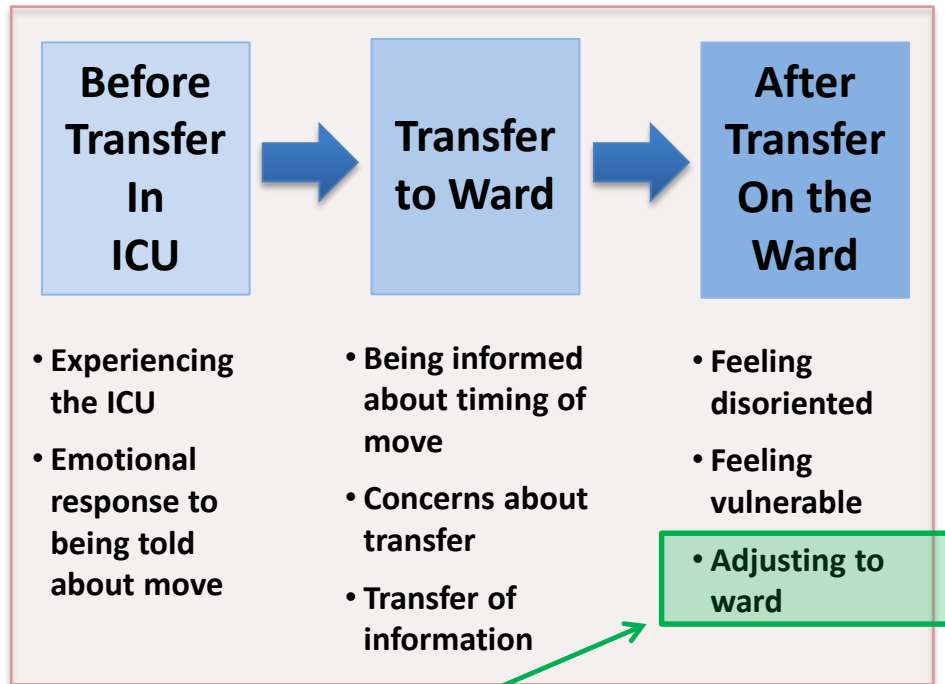 Before
Transfer
In
ICU
Transfer
to Ward
After
Transfer
On the
Ward
• Experiencing
the ICU
• Emotional
response to
being told
about move
• Being informed
about timing of
move
• Concerns about
transfer
• Transfer of
information
• Feeling
disoriented
• Feeling
vulnerable
• Adjusting to
ward